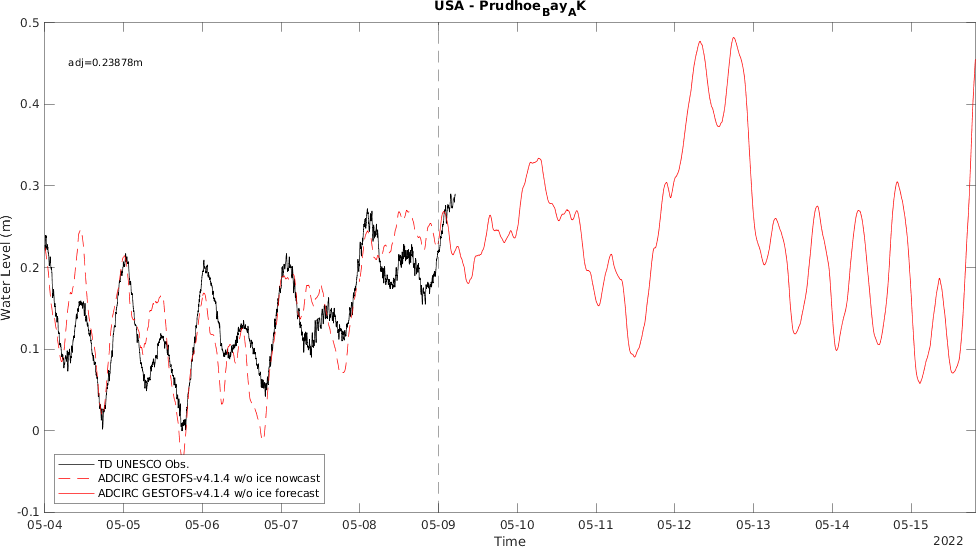 USA - PrudhoeBayAK
adj=0.23878m
0.5
0.4
0.3
0.2
0.1
0
-0.1
Water Level (m)
TD UNESCO Obs.
ADCIRC GESTOFS-v4.1.4 w/o ice nowcast
ADCIRC GESTOFS-v4.1.4 w/o ice forecast
05-04 05-05 05-06 05-07 05-08 05-09 05-10 05-11 05-12 05-13 05-14 05-15
Time
2022